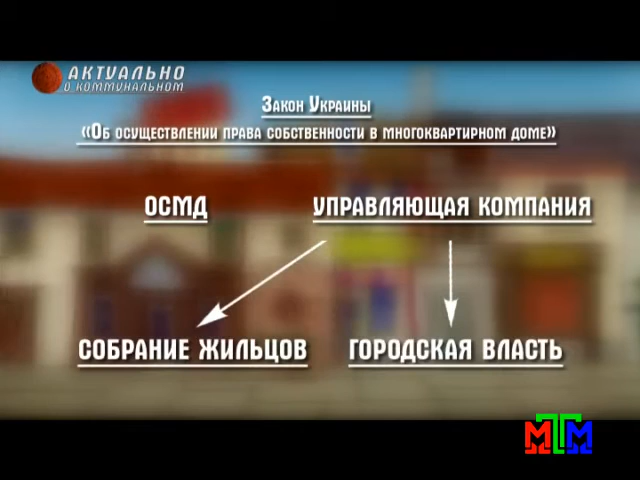 АКТУАЛЬНО
О КОММУНАЛЬНОМ
Закон Украины
«Об осуществлении права собственности в многоквартирном доме»
ОСМД
УПРАВЛЯЮЩАЯ КОМПАНИЯ
СОБРАНИЕ ЖИЛЬЦОВ
ГОРОДСКАЯ ВЛАСТЬ
МТМ